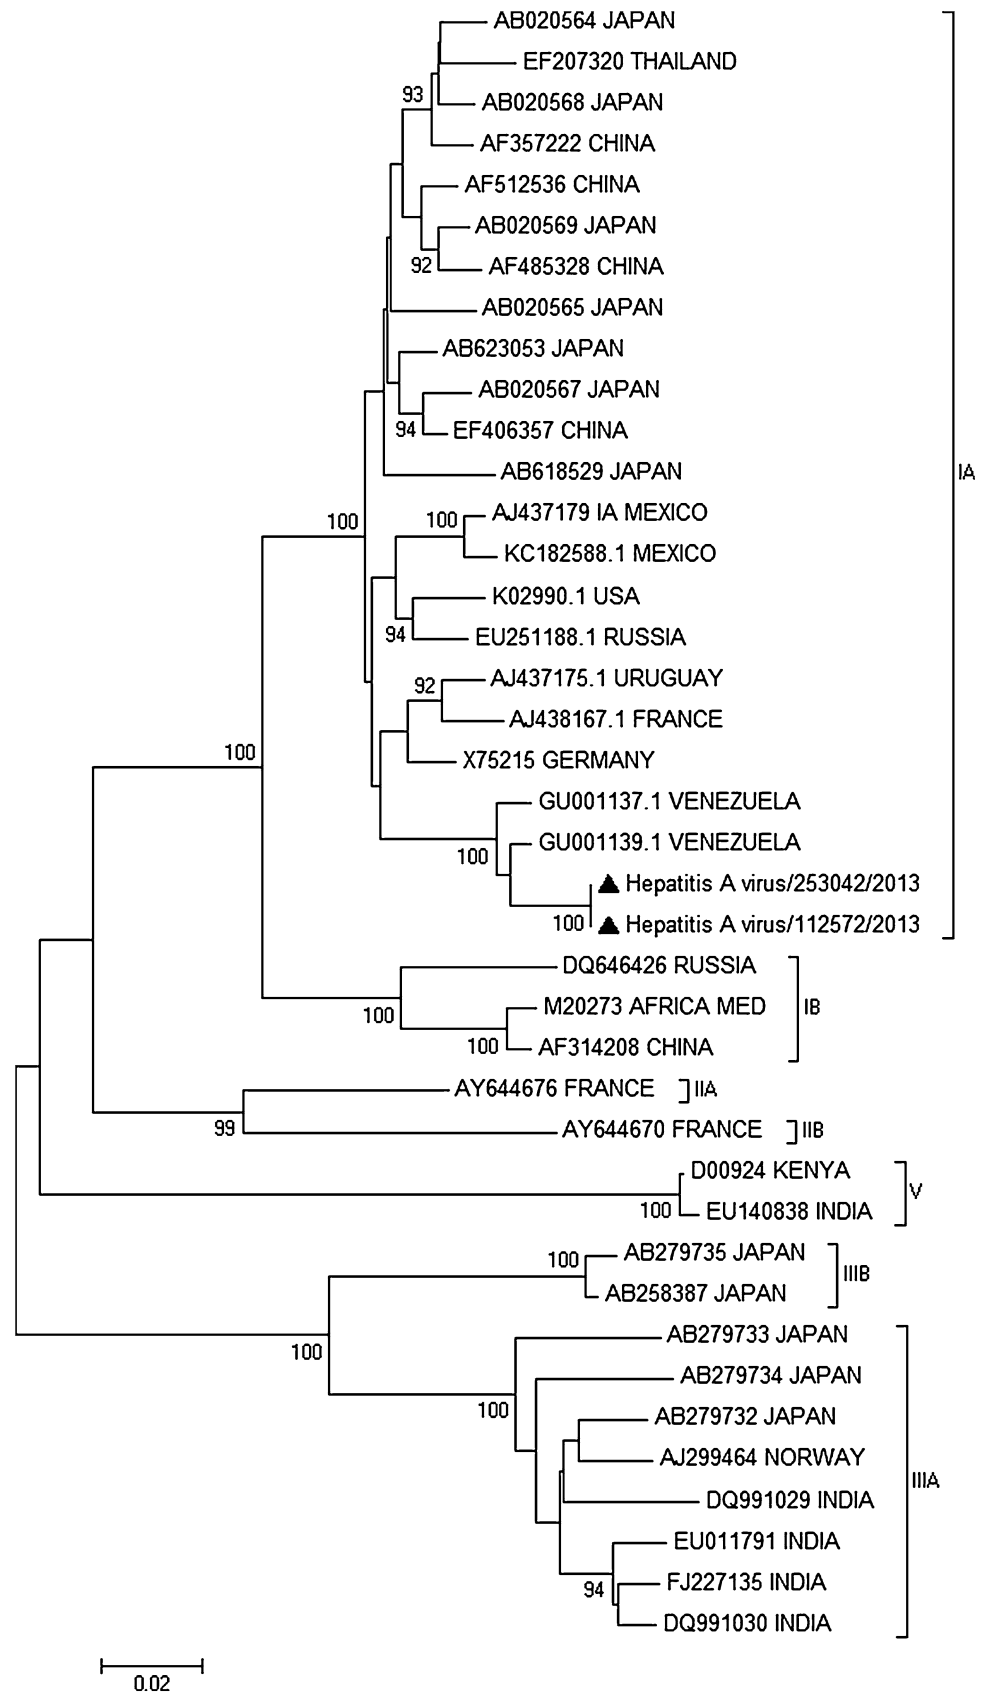 AB020564 JAPAN
EF207320 THAILAND
93
AB020568 JAPAN
AF357222 CHINA
AF512536 CHINA
AB020569 JAPAN
92
AF485328 CHINA
AB020565 JAPAN
AB623053 JAPAN
AB020567 JAPAN
94
EF406357 CHINA
AB618529 JAPAN
IA
100
100
AJ437179 IA MEXICO
KC182588.1 MEXICO
K02990.1 USA
94
EU251188.1 RUSSIA
92
AJ437175.1 URUGUAY
AJ438167.1 FRANCE
100
X75215 GERMANY
GU001137.1 VENEZUELA
GU001139.1 VENEZUELA
100
Hepatitis A virus/253042/2013
100
Hepatitis A virus/112572/2013
DQ646426 RUSSIA
M20273 AFRICA MED
IB
100
100
AF314208 CHINA
AY644676 FRANCE
IIA
99
AY644670 FRANCE
IIB
D00924 KENYA
V
100
EU140838 INDIA
100
AB279735 JAPAN
IIIB
AB258387 JAPAN
AB279733 JAPAN
100
AB279734 JAPAN
100
AB279732 JAPAN
AJ299464 NORWAY
IIIA
DQ991029 INDIA
EU011791 INDIA
94
FJ227135 INDIA
DQ991030 INDIA
0.02